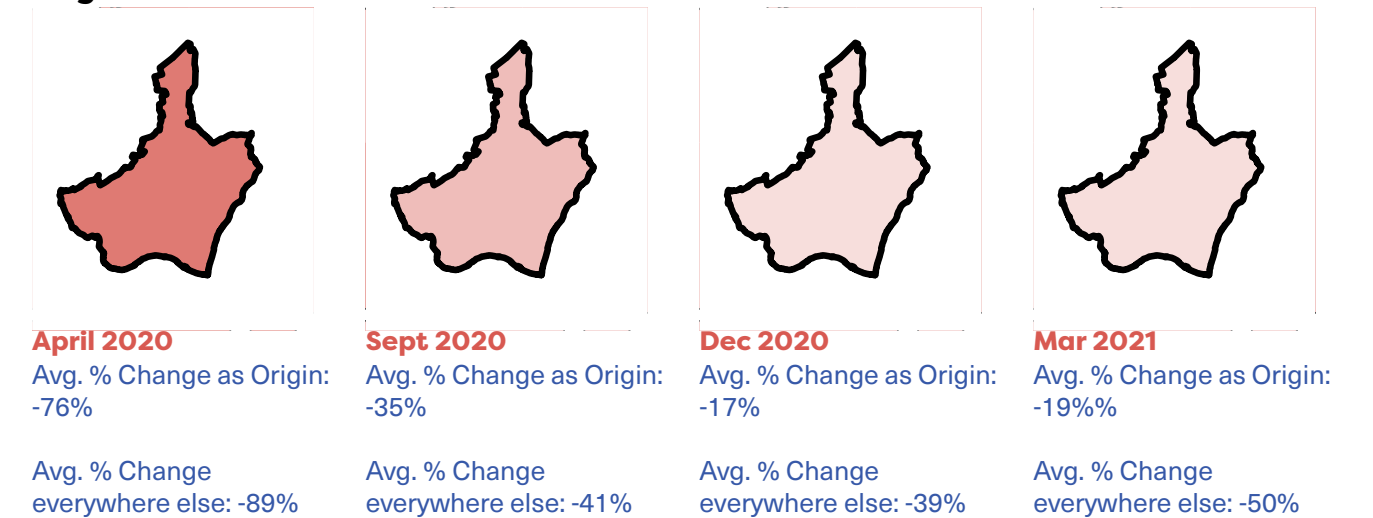 April 2020
Avg. % Change as Origin:
-76%
Avg. % Change
everywhere else: -89%
Sept 2020
Avg. % Change as Origin:
-35%
Avg. % Change
everywhere else: -41%
Dec 2020
Avg. % Change as Origin:
-17%
Avg. % Change
everywhere else: -39%
Mar 2021
Avg. % Change as Origin:
-19%%
Avg. % Change
everywhere else: -50%